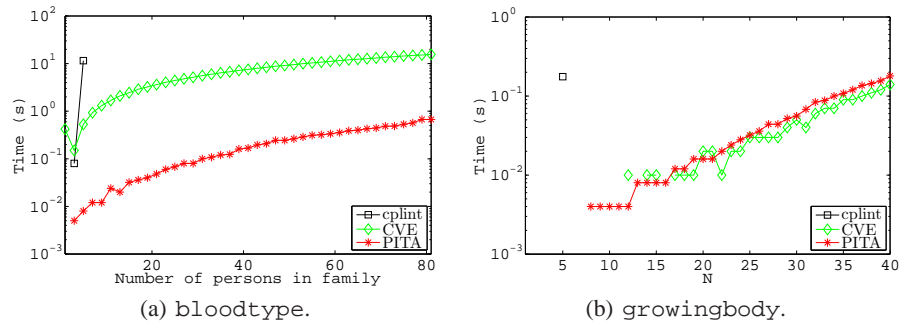 10^2
10^1
10^0
10^-1
10^-2
10^-3
Time (s)
20 40 60 80
Number of persons in family
cplint
CVE
PITA
(a) bloodtype.
10^0
10^-1
10^-2
10^-3
Time (s)
5 10 15 20 25 30 35 40
N
cplint
CVE
PITA
(b) growingbody.